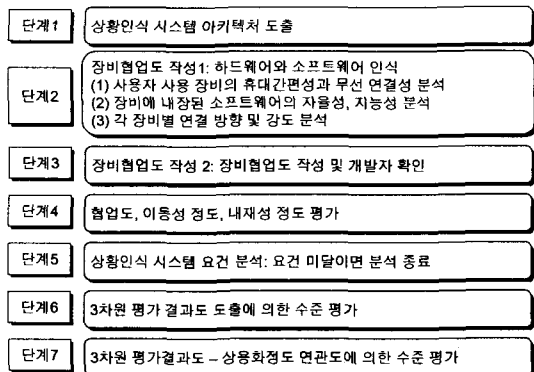 단계1
상황인식 시스템 아키텍처 도출
단계2
장비협업도 작성1: 하드웨어와 소프트웨어 인식
(1) 사용자 사용 장비의 휴대간편성과 무선 연결성 분석
(2) 장비에 내장된 소프트웨어의 자율성, 지능성 분석
(3) 각 장비별 연결 방향 및 강도 분석
단계3
장비협업도 작성 2: 장비협업도 작성 및 개발자 확인
단계4
협업도, 이동성 정도, 내재성 정도 평가
단계5
상황인식 시스템 요건 분석: 요건 미달이면 분석 종료
단계6
3차원 평가 결과도 도출에 의한 수준 평가
단계7
3차원 평가결과도 – 상용화정도 연관도에 의한 수준 평가